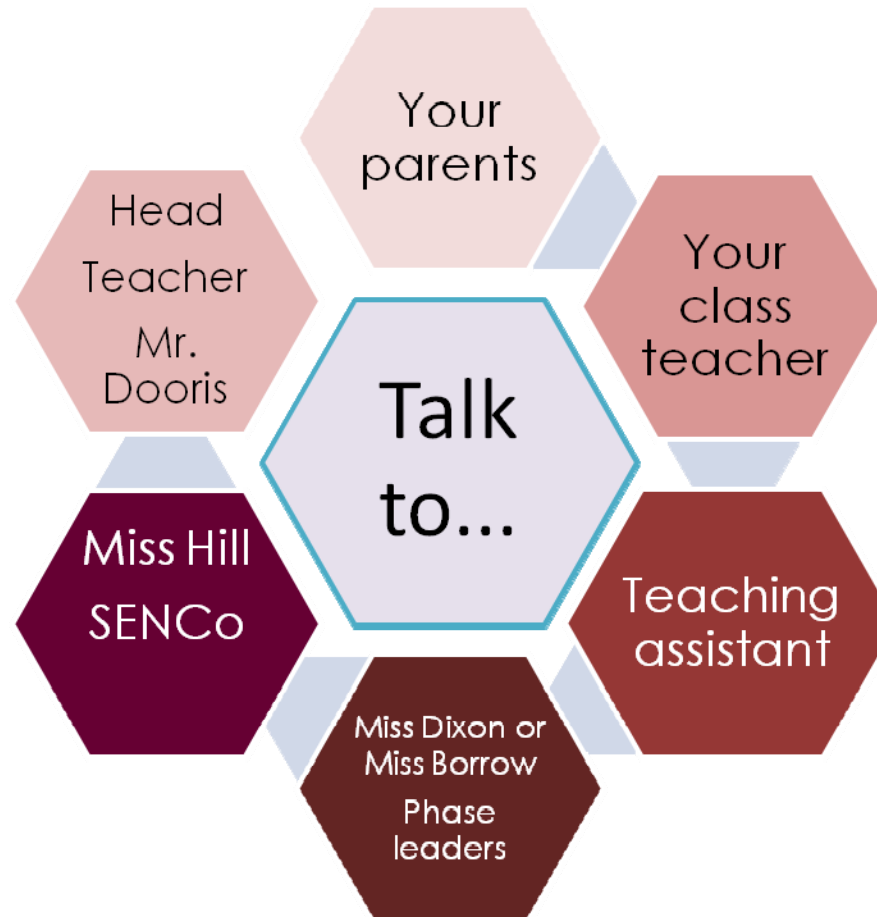 Talk
to...
Your
parents
Your
class
teacher
Teaching
assistant
Miss Dixon or
Miss Borrow
Phase
leaders
Miss Hill
SENCo
Head
Teacher
Mr.
Dooris